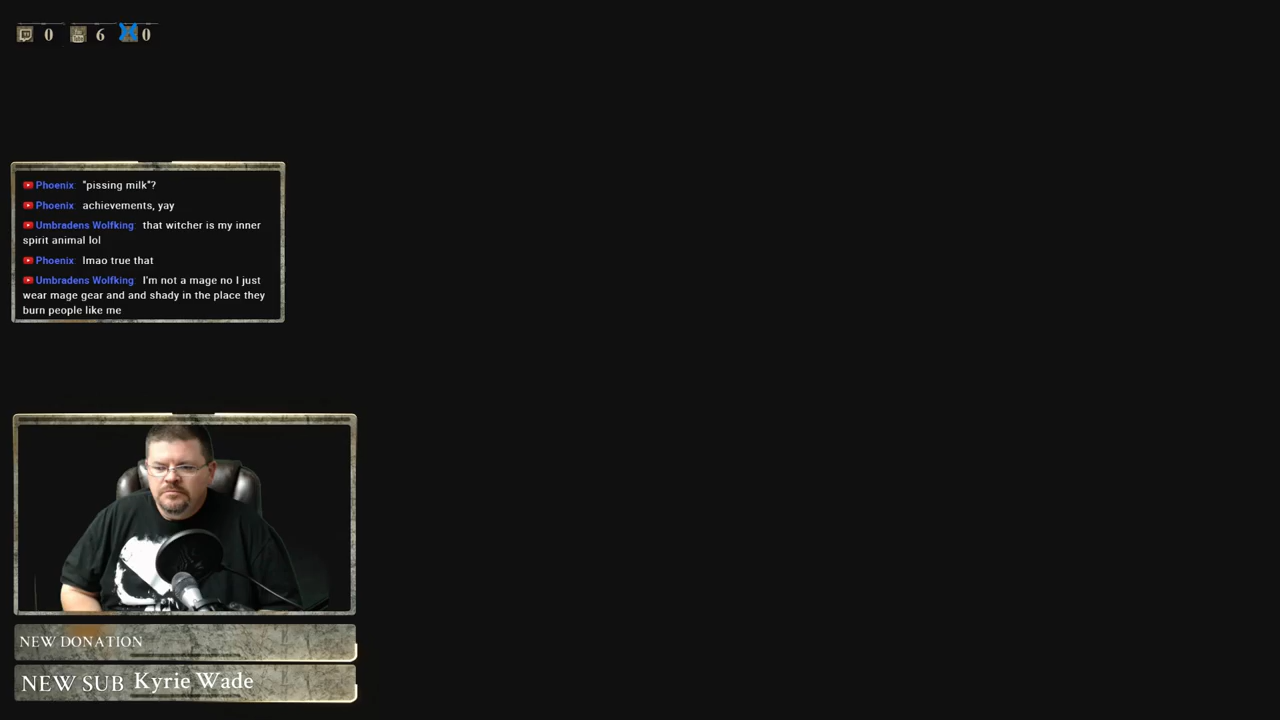 0 6 0
Phoenix: "pissing milk"?
Phoenix: achievements, yay
Umbradens Wolfking: that witcher is my inner
spirit animal lol
Phoenix: lmao true that
Umbradens Wolfking: I'm not a mage no I just
wear mage gear and and shady in the place they
burn people like me
NEW DONATION
NEW SUB Kyrie Wade